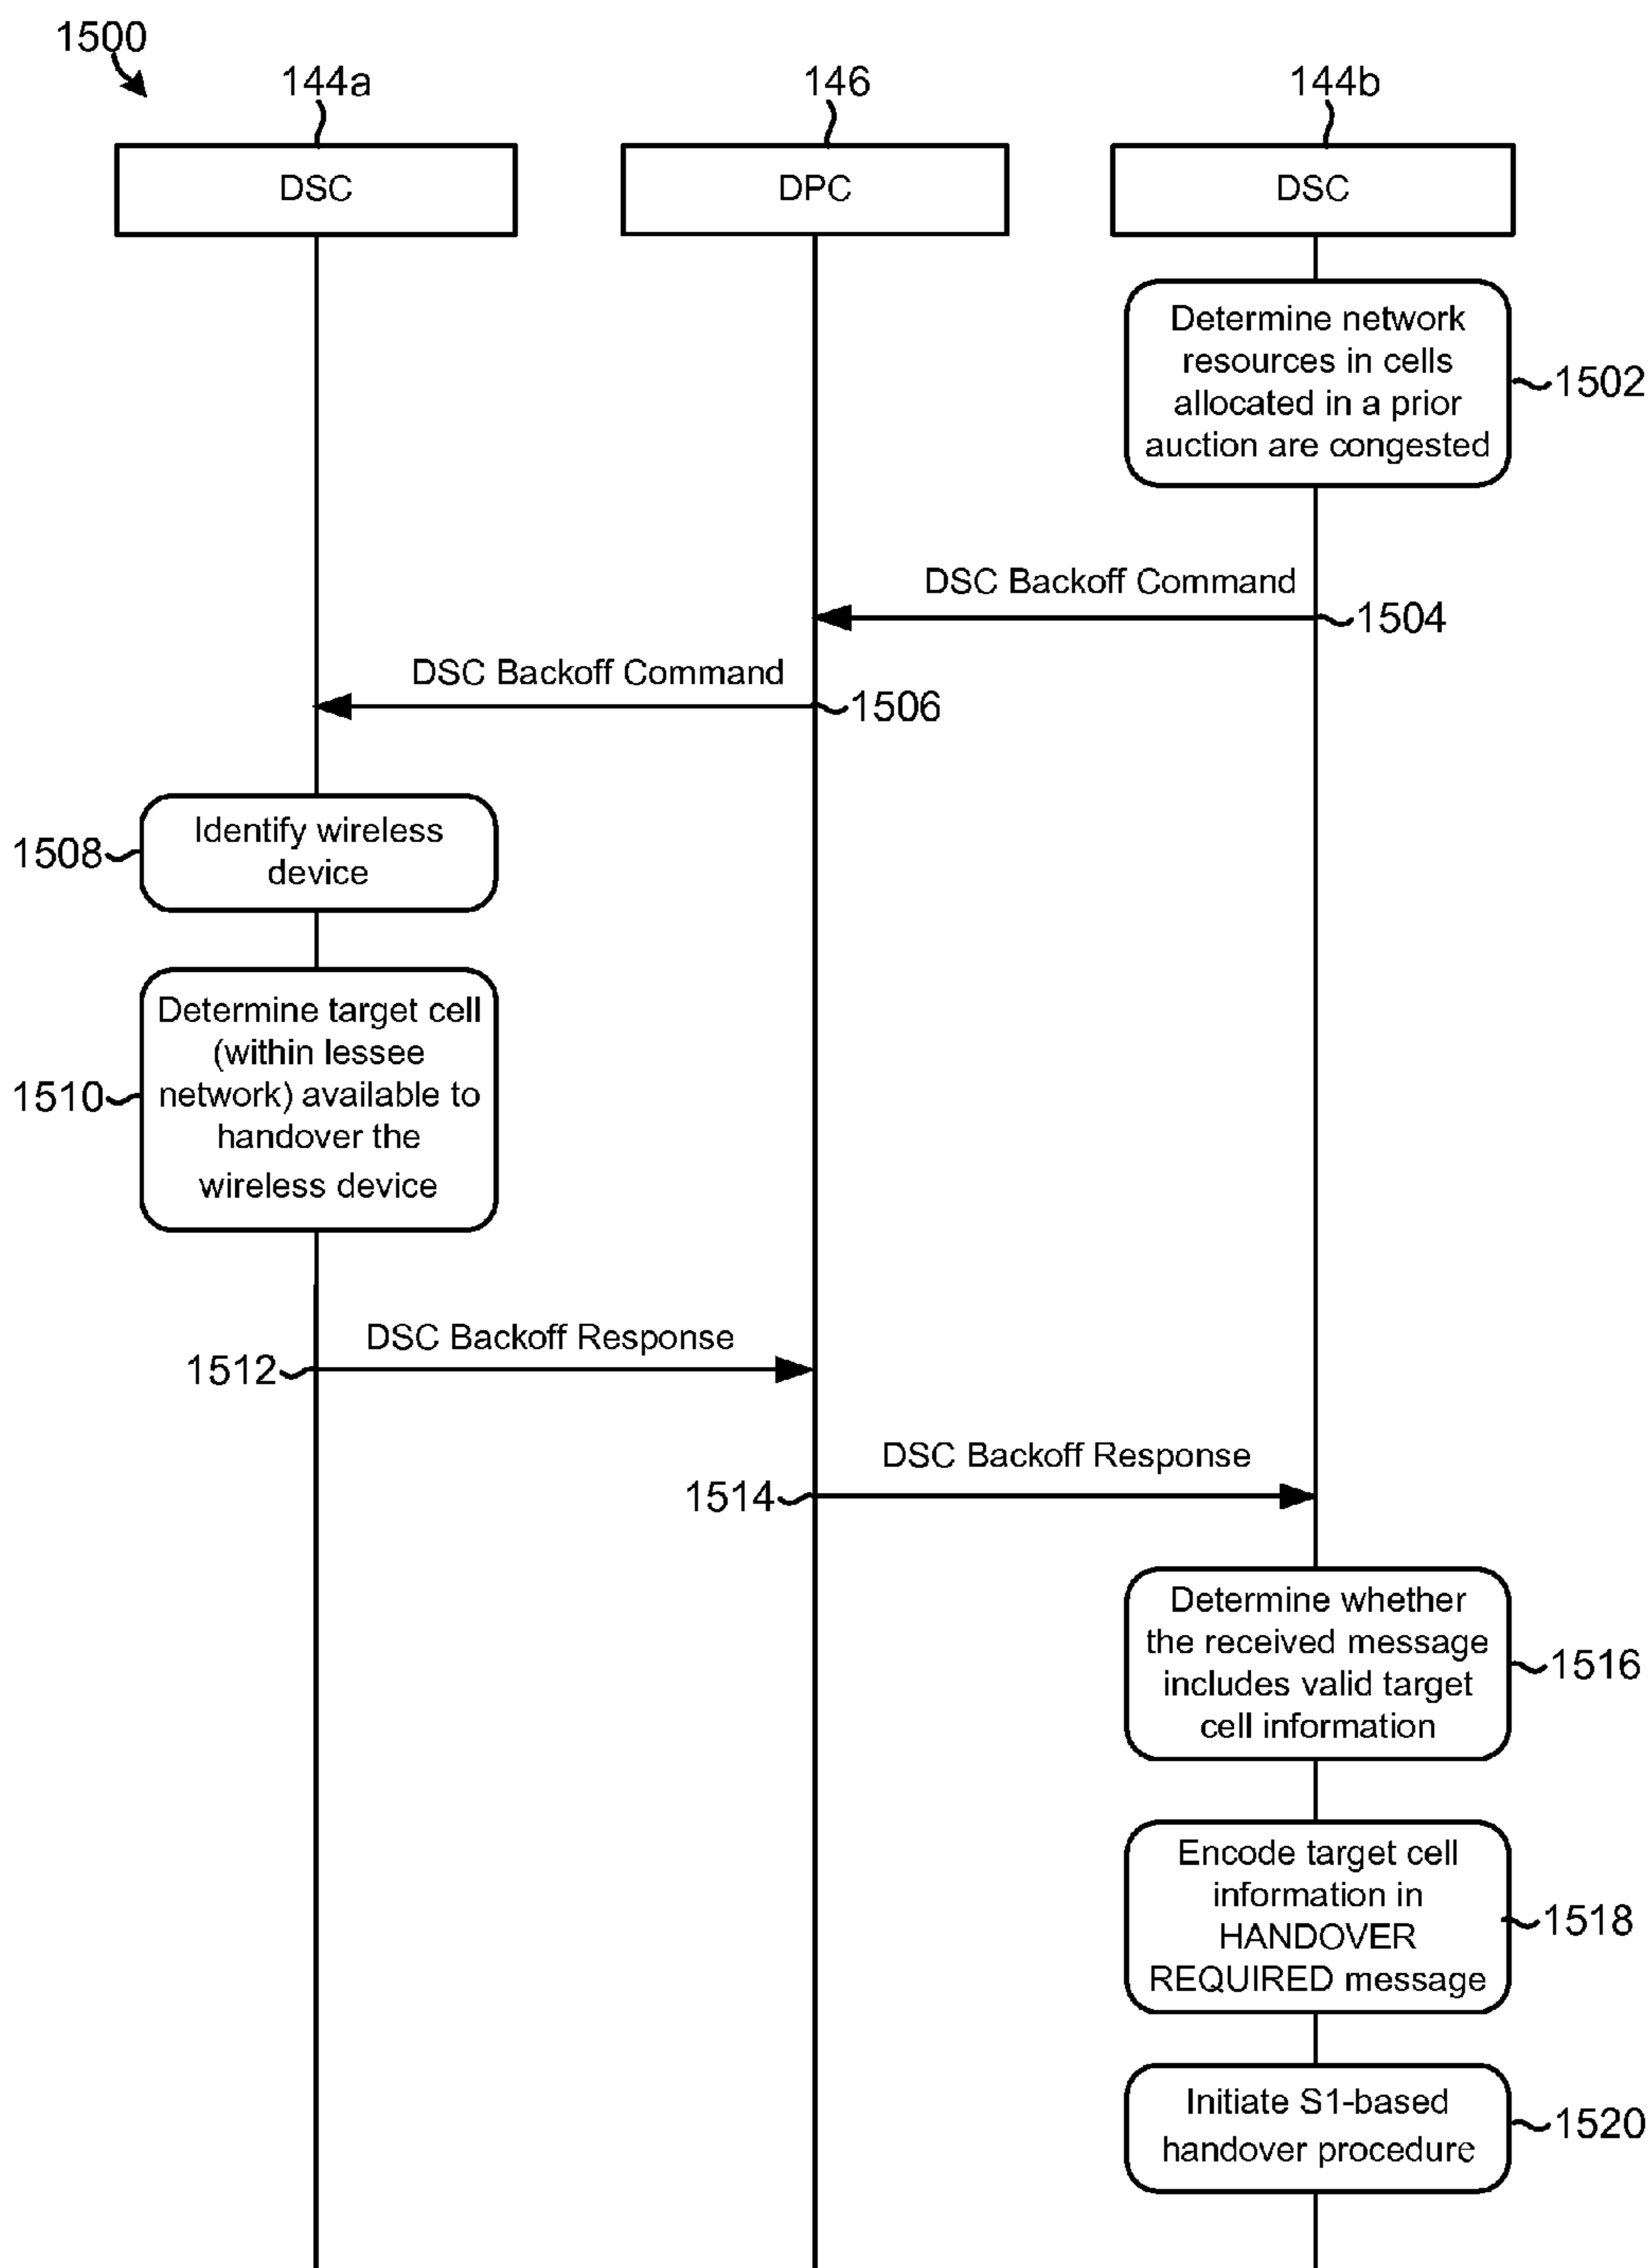 1500
144a
146
144b
DSC
DPC
DSC
Determine network
resources in cells
allocated in a prior
auction are congested
1502
DSC Backoff Command
1504
DSC Backoff Command
1506
1508
Identify wireless
device
1510
Determine target cell
(within lessee
network) available to
handover the
wireless device
DSC Backoff Response
1512
DSC Backoff Response
1514
Determine whether
the received message
includes valid target
cell information
1516
Encode target cell
information in
HANDOVER
REQUIRED message
1518
Initiate S1-based
handover procedure
1520